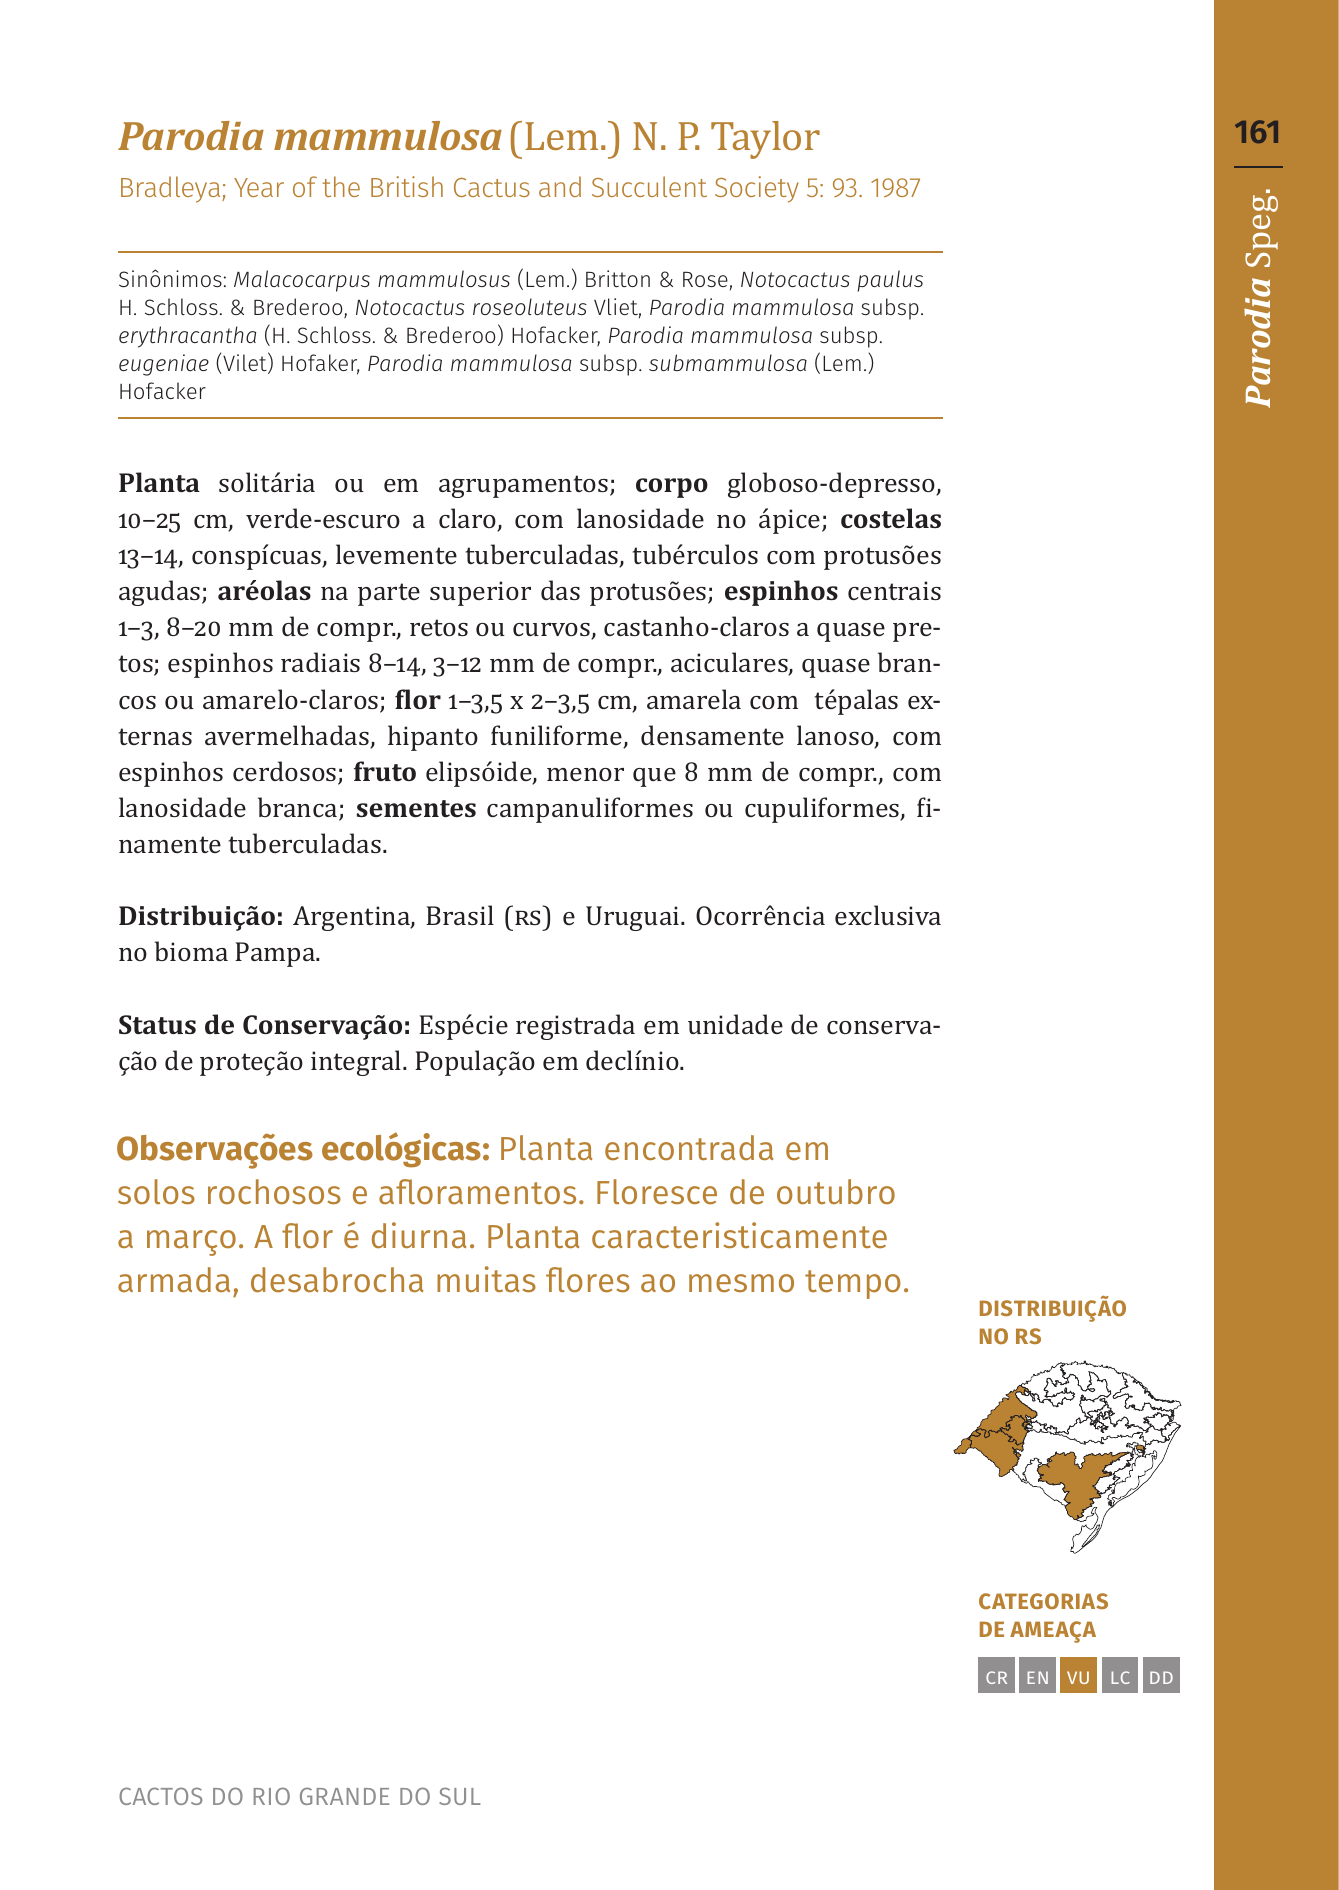 Parodia mammulosa (Lem.) N. P. Taylor
Bradleya; Year of the British Cactus and Succulent Society 5: 93. 1987
Sinônimos: Malacocarpus mammulosus (Lem.) Britton & Rose, Notocactus paulus
H. Schloss. & Brederoo, Notocactus roseoluteus Vliet, Parodia mammulosa subsp.
erythracantha (H. Schloss. & Brederoo) Hofacker, Parodia mammulosa subsp.
eugeniae (Vilet) Hofaker, Parodia mammulosa subsp. submammulosa (Lem.)
Hofacker
Planta solitária ou em agrupamentos; corpo globoso-depresso,
10–25 cm, verde-escuro a claro, com lanosidade no ápice; costelas
13–14, conspícuas, levemente tuberculadas, tubérculos com protusões
agudas; aréolas na parte superior das protusões; espinhos centrais
1–3, 8–20 mm de compr., retos ou curvos, castanho-claros a quase pre-
tos; espinhos radiais 8–14, 3–12 mm de compr., aciculares, quase bran-
cos ou amarelo-claros; flor 1–3,5 x 2–3,5 cm, amarela com tépalas ex-
ternas avermelhadas, hipanto funiliforme, densamente lanoso, com
espinhos cerdosos; fruto elipsóide, menor que 8 mm de compr., com
lanosidade branca; sementes campanuliformes ou cupuliformes, fi-
namente tuberculadas.
Distribuição: Argentina, Brasil (RS) e Uruguai. Ocorrência exclusiva
no bioma Pampa.
Status de Conservação: Espécie registrada em unidade de conserva-
ção de proteção integral. População em declínio.
Observações ecológicas: Planta encontrada em
solos rochosos e afloramentos. Floresce de outubro
a março. A flor é diurna. Planta caracteristicamente
armada, desabrocha muitas flores ao mesmo tempo.
DISTRIBUIÇÃO
NO RS
CATEGORIAS
DE AMEAÇA
CR EN VU LC DD
CACTOS DO RIO GRANDE DO SUL
161
Parodia Speg.